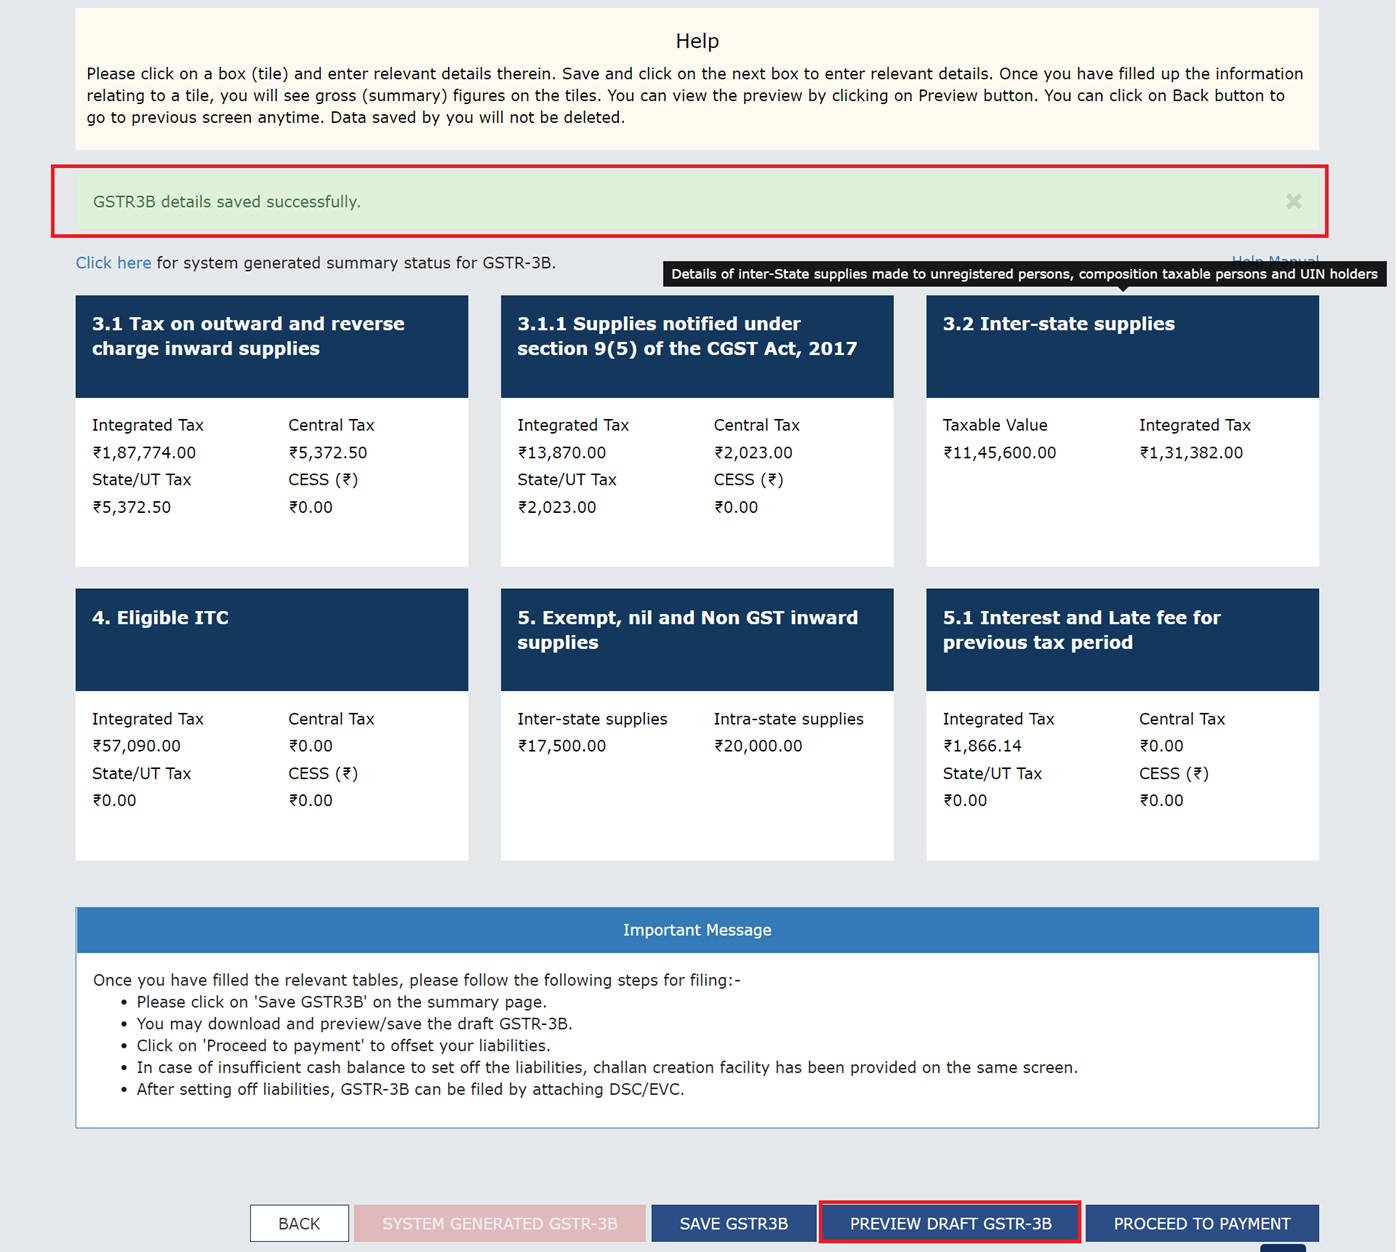 Help
Please click on a box (tile) and enter relevant details therein. Save and click on the next box to enter relevant details. Once you have filled up the information
relating to a tile, you will see gross (summary) figures on the tiles. You can view the preview by clicking on Preview button. You can click on Back button to
go to previous screen anytime. Data saved by you will not be deleted.
GSTR3B details saved successfully.
Click here for system generated summary status for GSTR-3B.
Help Manual
Details of inter-State supplies made to unregistered persons, composition taxable persons and UIN holders
3.1 Tax on outward and reverse
charge inward supplies
Integrated Tax Central Tax
₹1,87,774.00 ₹5,372.50
State/UT Tax CESS (₹)
₹5,372.50 ₹0.00
3.1.1 Supplies notified under
section 9(5) of the CGST Act, 2017
Integrated Tax Central Tax
₹13,870.00 ₹2,023.00
State/UT Tax CESS (₹)
₹2,023.00 ₹0.00
3.2 Inter-state supplies
Taxable Value Integrated Tax
₹11,45,600.00 ₹1,31,382.00
4. Eligible ITC
Integrated Tax Central Tax
₹57,090.00 ₹0.00
State/UT Tax CESS (₹)
₹0.00 ₹0.00
5. Exempt, nil and Non GST inward
supplies
Inter-state supplies Intra-state supplies
₹17,500.00 ₹20,000.00
5.1 Interest and Late fee for
previous tax period
Integrated Tax Central Tax
₹1,866.14 ₹0.00
State/UT Tax CESS (₹)
₹0.00 ₹0.00
Important Message
Once you have filled the relevant tables, please follow the following steps for filing:-
• Please click on 'Save GSTR3B' on the summary page.
• You may download and preview/save the draft GSTR-3B.
• Click on 'Proceed to payment' to offset your liabilities.
• In case of insufficient cash balance to set off the liabilities, challan creation facility has been provided on the same screen.
• After setting off liabilities, GSTR-3B can be filed by attaching DSC/EVC.
BACK SYSTEM GENERATED GSTR-3B SAVE GSTR3B PREVIEW DRAFT GSTR-3B PROCEED TO PAYMENT